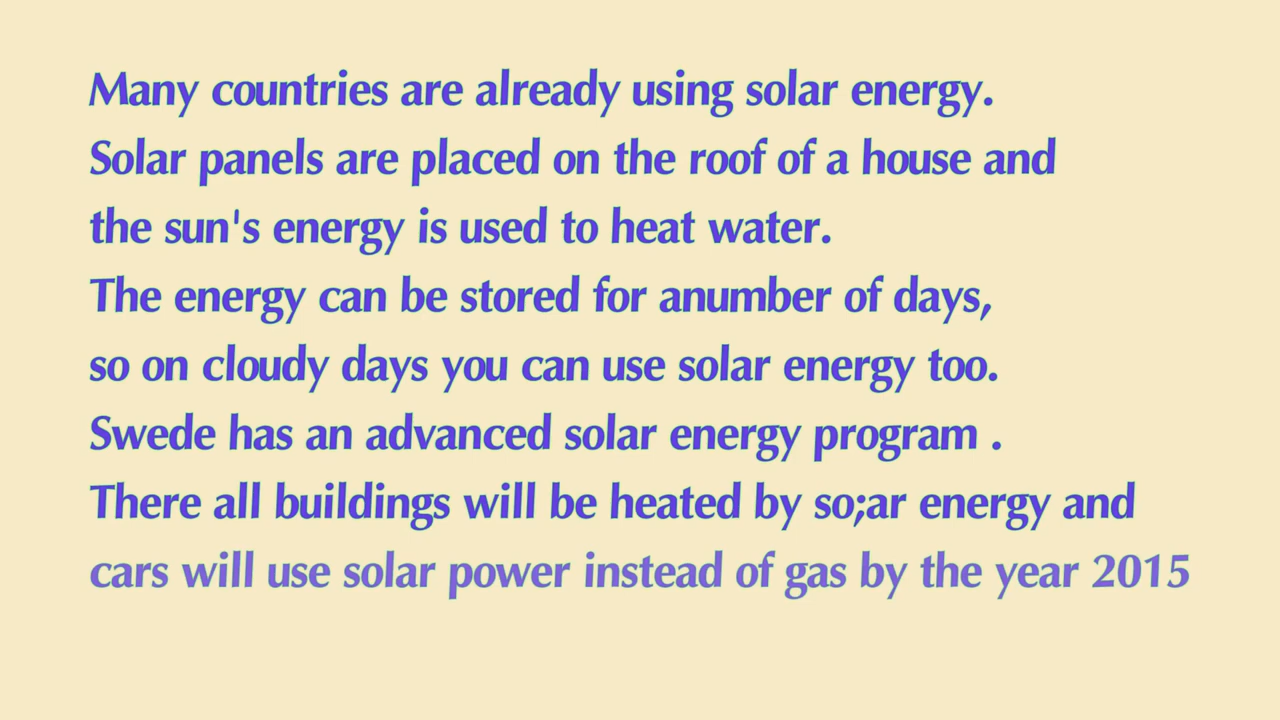 Many countries are already using solar energy.
Solar panels are placed on the roof of a house and
the sun's energy is used to heat water.
The energy can be stored for anumber of days,
so on cloudy days you can use solar energy too.
Swede has an advanced solar energy program .
There all buildings will be heated by so;ar energy and
cars will use solar power instead of gas by the year 2015